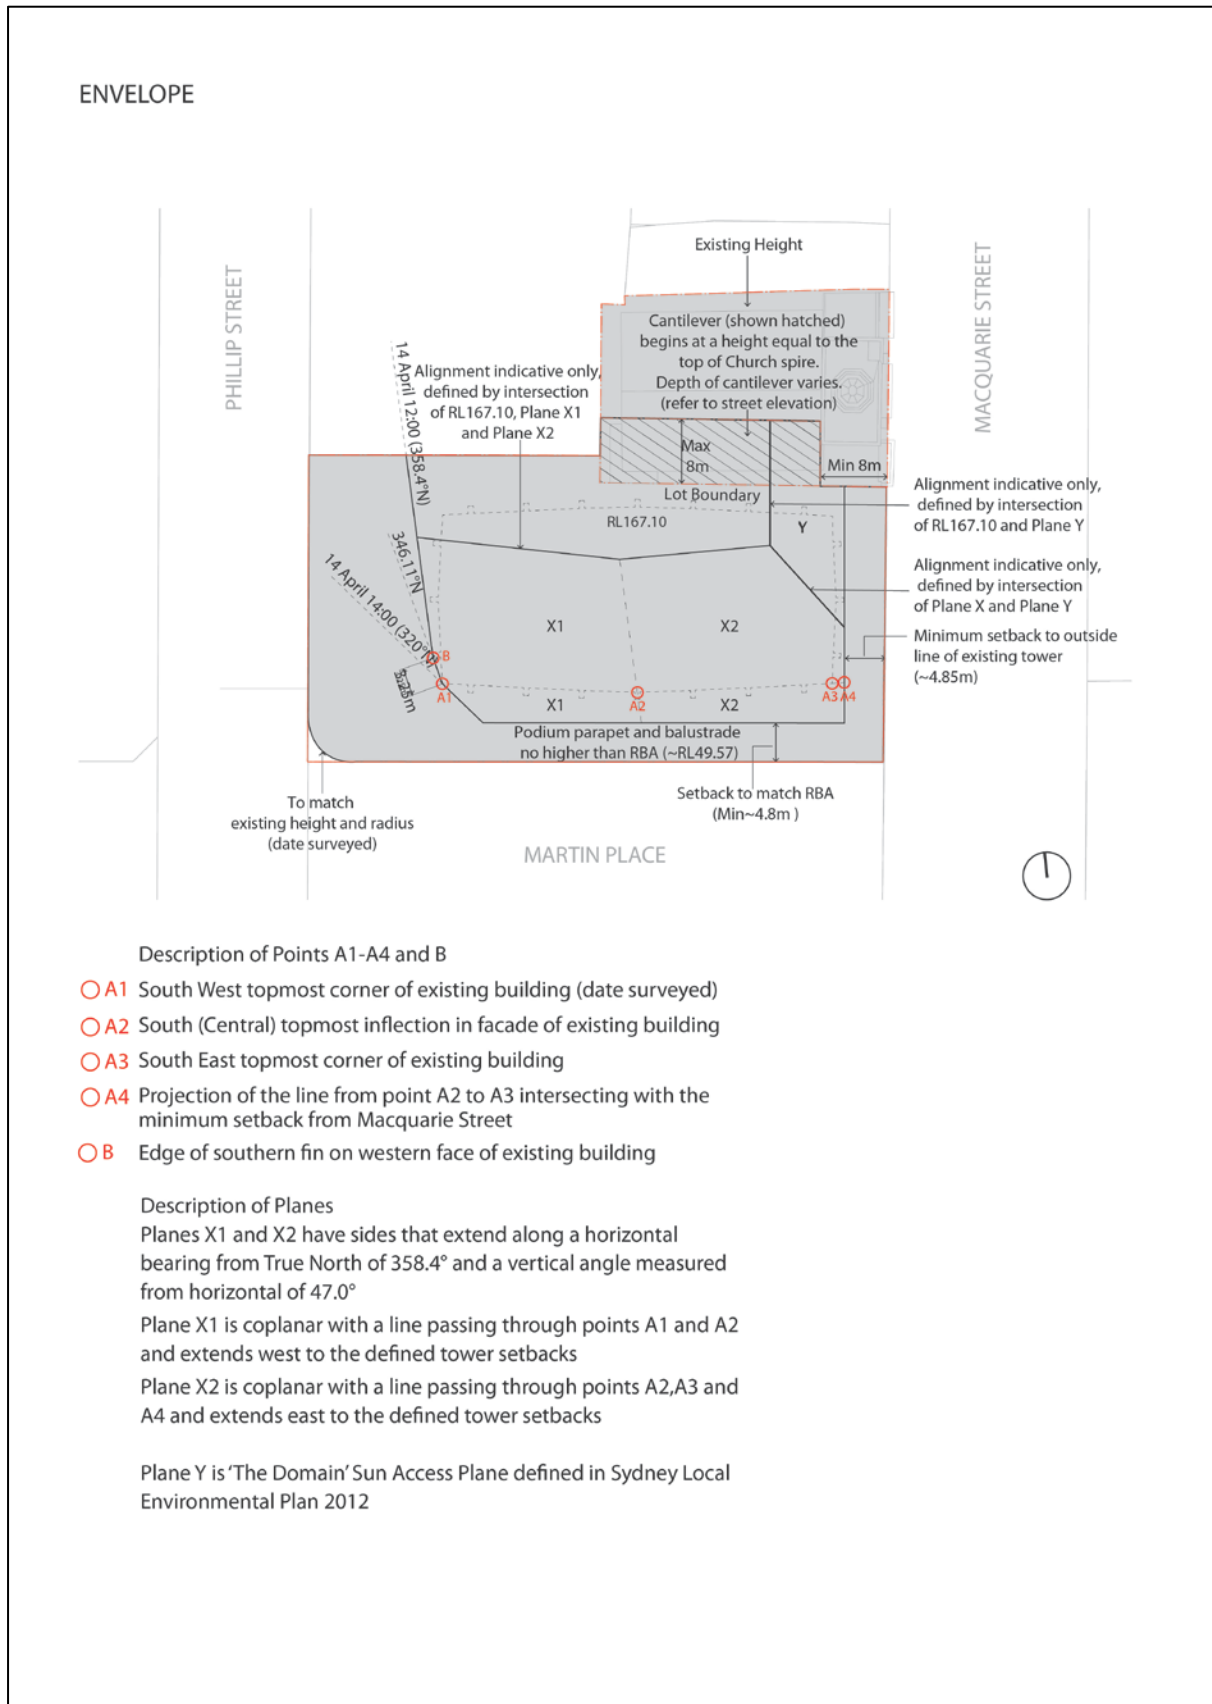 ENVELOPE
PHILLIP STREET
MACQUARIE STREET
Existing Height
Cantilever (shown hatched)
begins at a height equal to the
top of Church spire.
Depth of cantilever varies.
(refer to street elevation)
14 April 12:00 (358.4°N)
Alignment indicative only,
defined by intersection
of RL167.10, Plane X1
and Plane X2
Max
8m
Min 8m
Lot Boundary
RL167.10
Y
Alignment indicative only,
defined by intersection
of RL167.10 and Plane Y
346.11°N
14 April 14:00 (320°N)
Alignment indicative only,
defined by intersection
of Plane X and Plane Y
X1
X2
Minimum setback to outside
line of existing tower
(~4.85m)
B
A1
A2
A3
A4
X1
X2
Podium parapet and balustrade
no higher than RBA (~RL49.57)
To match
existing height and radius
(date surveyed)
Setback to match RBA
(Min~4.8m )
MARTIN PLACE
Description of Points A1-A4 and B
A1 South West topmost corner of existing building (date surveyed)
A2 South (Central) topmost inflection in facade of existing building
A3 South East topmost corner of existing building
A4 Projection of the line from point A2 to A3 intersecting with the
minimum setback from Macquarie Street
B Edge of southern fin on western face of existing building
Description of Planes
Planes X1 and X2 have sides that extend along a horizontal
bearing from True North of 358.4° and a vertical angle measured
from horizontal of 47.0°
Plane X1 is coplanar with a line passing through points A1 and A2
and extends west to the defined tower setbacks
Plane X2 is coplanar with a line passing through points A2,A3 and
A4 and extends east to the defined tower setbacks
Plane Y is 'The Domain' Sun Access Plane defined in Sydney Local
Environmental Plan 2012